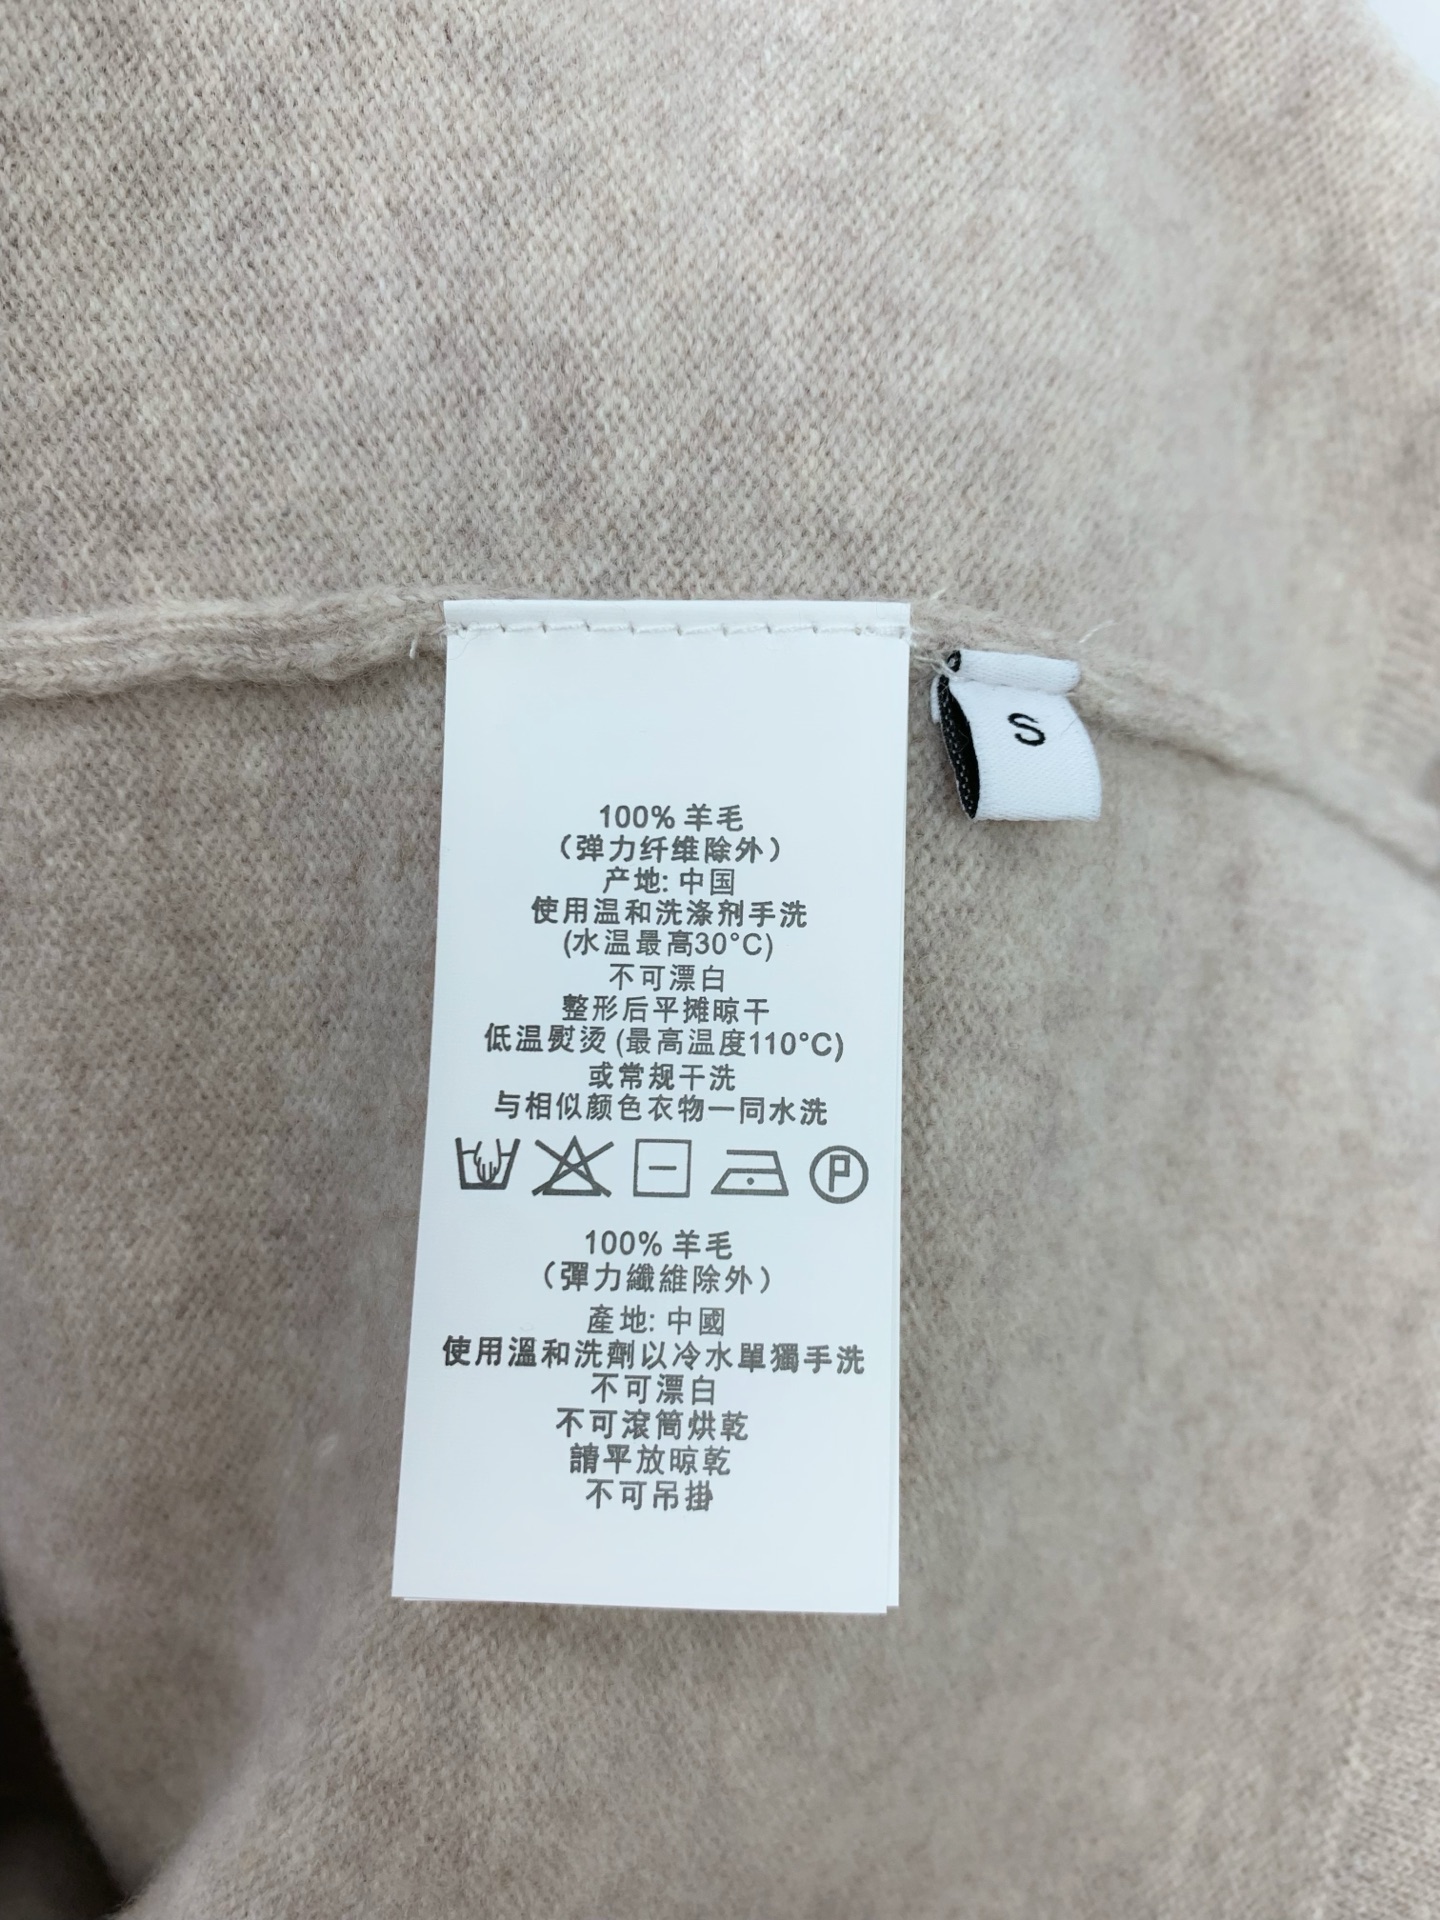 S
100% 羊毛
（弹力纤维除外）
产地: 中国
使用温和洗涤剂手洗
(水温最高30°C)
不可漂白
整形后平摊晾干
低温熨烫 (最高温度110°C)
或常规干洗
与相似颜色衣物一同水洗
P
100% 羊毛
（彈力纖維除外）
產地: 中國
使用溫和洗劑以冷水單獨手洗
不可漂白
不可滾筒烘乾
請平放晾乾
不可吊掛